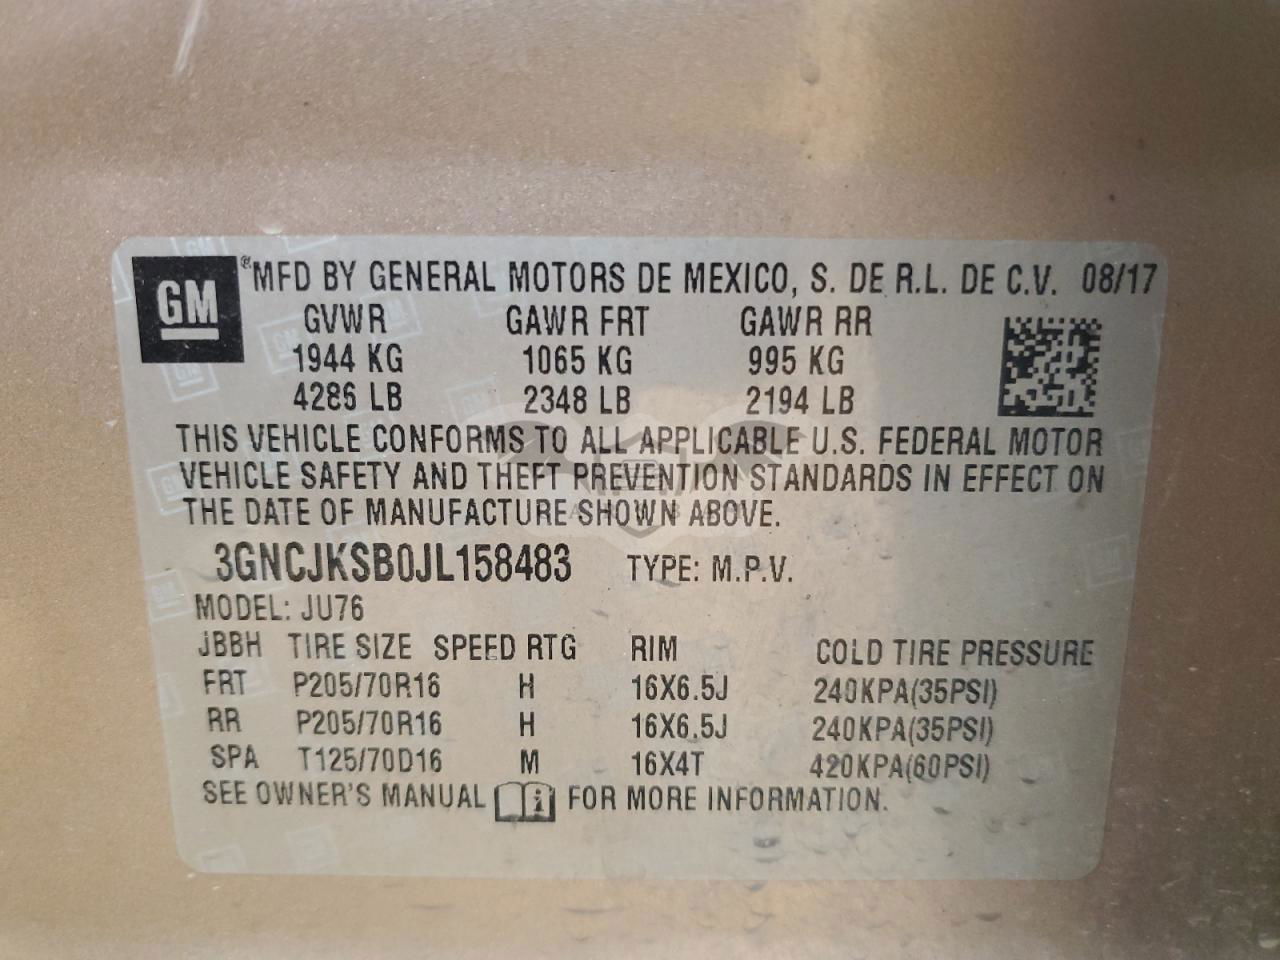 GM ® MFD BY GENERAL MOTORS DE MEXICO, S. DE R.L. DE C.V. 08/17
GVWR GAWR FRT GAWR RR
1944 KG 1065 KG 995 KG
4286 LB 2348 LB 2194 LB
THIS VEHICLE CONFORMS TO ALL APPLICABLE U.S. FEDERAL MOTOR
VEHICLE SAFETY AND THEFT PREVENTION STANDARDS IN EFFECT ON
THE DATE OF MANUFACTURE SHOWN ABOVE.
3GNCJKSB0JL158483 TYPE: M.P.V.
MODEL: JU76
JBBH TIRE SIZE SPEED RTG RIM COLD TIRE PRESSURE
FRT P205/70R16 H 16X6.5J 240KPA(35PSI)
RR P205/70R16 H 16X6.5J 240KPA(35PSI)
SPA T125/70D16 M 16X4T 420KPA(60PSI)
SEE OWNER'S MANUAL i FOR MORE INFORMATION.